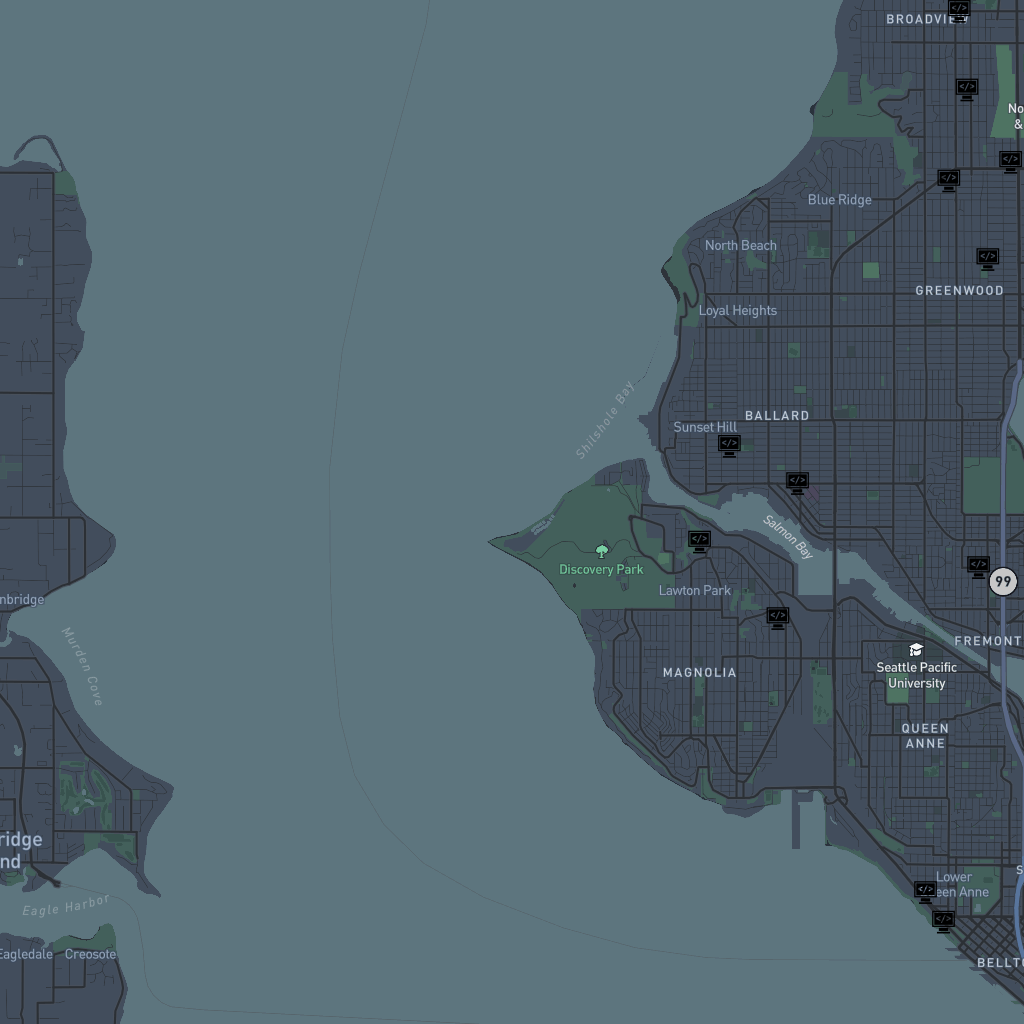 BROADVIEW
</>
</>
No
&
</>
</>
Blue Ridge
North Beach
</>
GREENWOOD
Loyal Heights
Shilshole Bay
BALLARD
Sunset Hill
</>
</>
Salmon Bay
</>
Discovery Park
</>
99
Lawton Park
nbridge
</>
Murden Cove
FREMONT
Seattle Pacific
University
MAGNOLIA
QUEEN
ANNE
ridge
nd
S
Lower
een Anne
</>
Eagle Harbor
</>
Eagledale
Creosote
BELLT